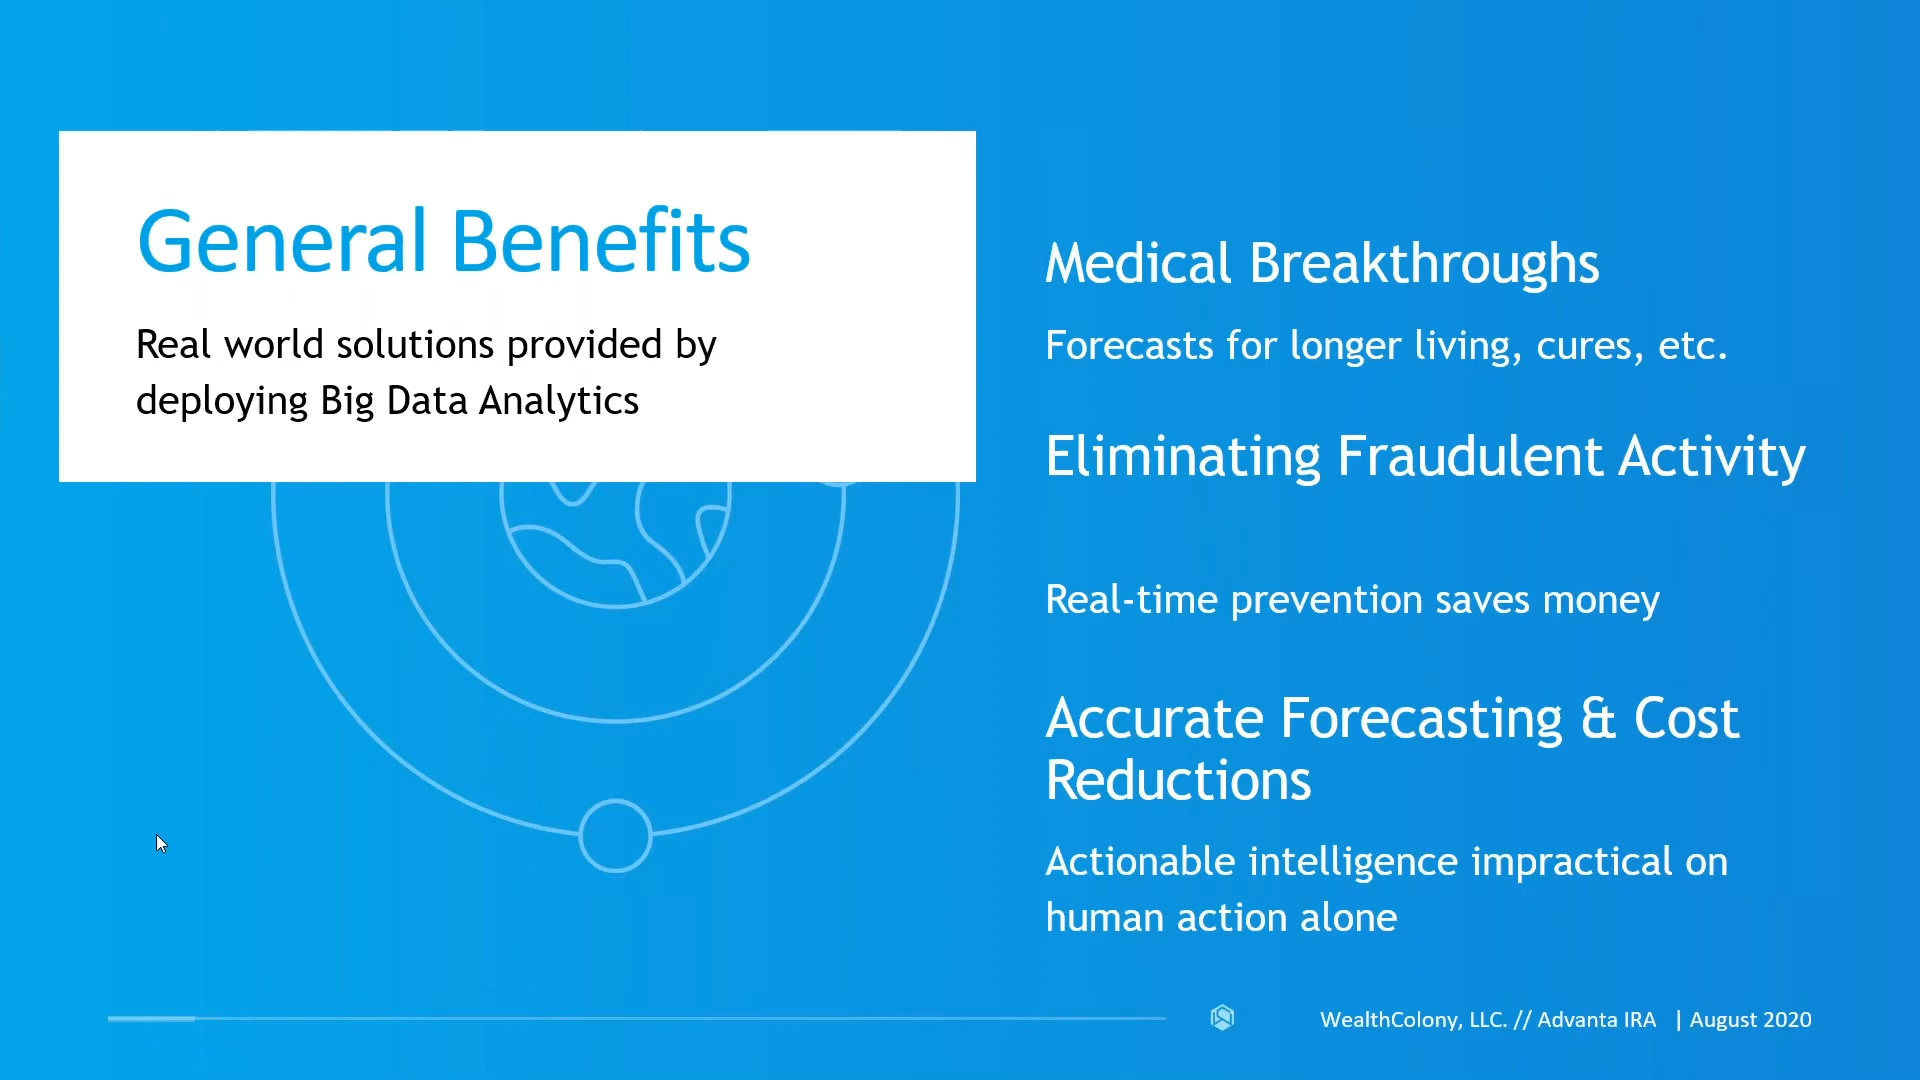 General Benefits
Real world solutions provided by
deploying Big Data Analytics
Medical Breakthroughs
Forecasts for longer living, cures, etc.
Eliminating Fraudulent Activity
Real-time prevention saves money
Accurate Forecasting & Cost
Reductions
Actionable intelligence impractical on
human action alone
WealthColony, LLC. // Advanta IRA | August 2020